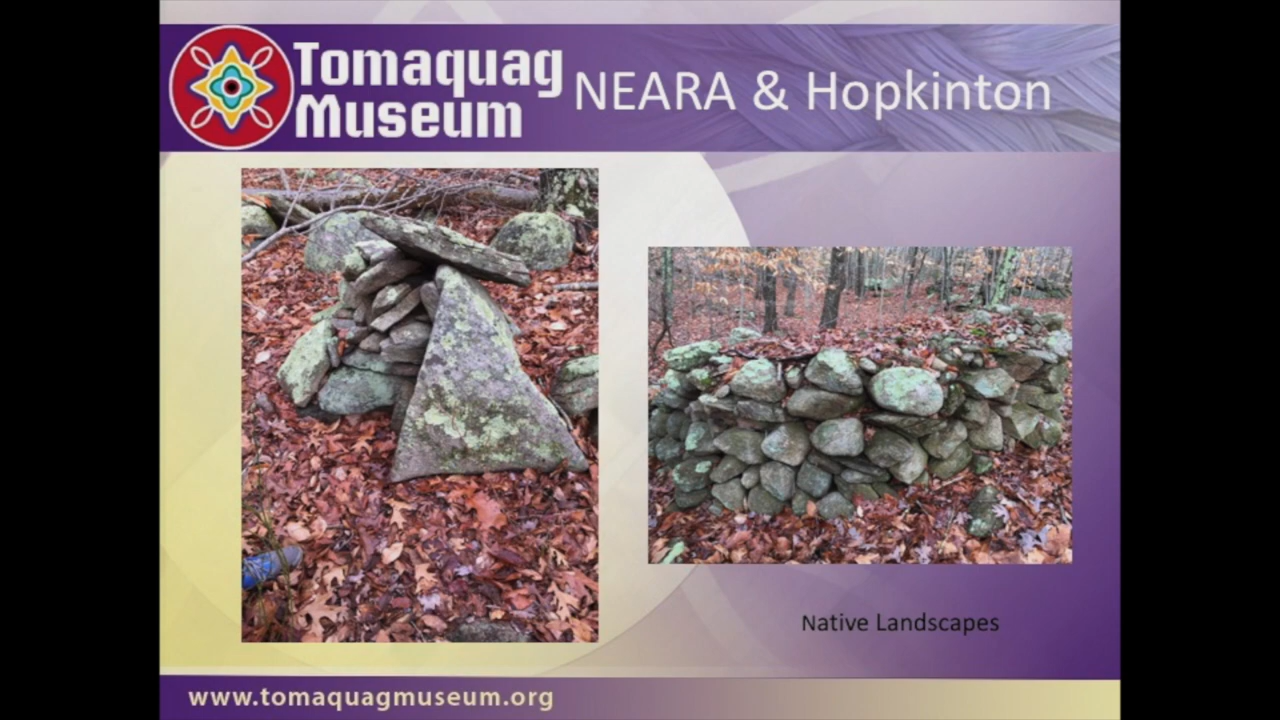 Tomaquag
Museum
NEARA & Hopkinton
Native Landscapes
www.tomaquagmuseum.org